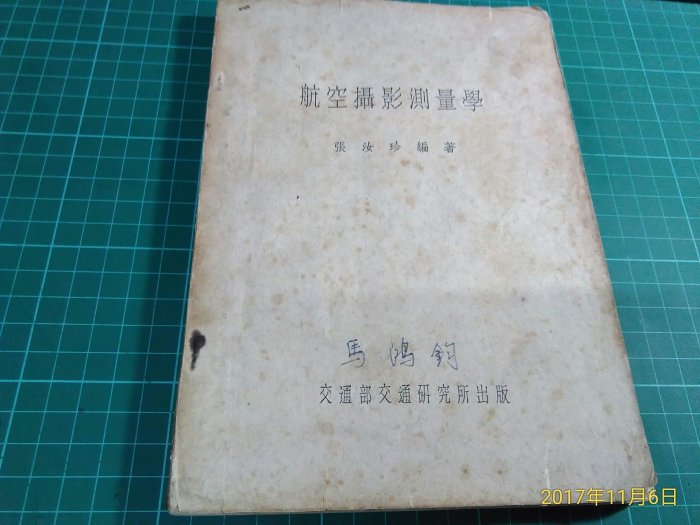 航空攝影測量學
張汝珍編著
馬鴻鈞
交通部交通研究所出版
2017年11月6日